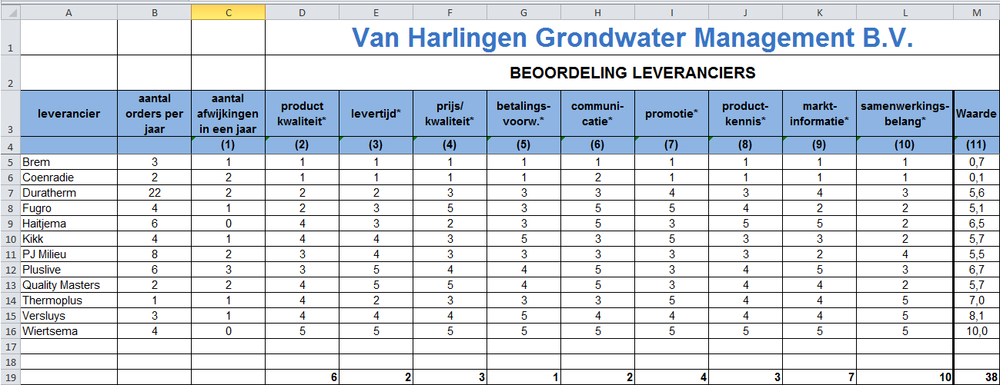 A B C D E F G H I J K L M
1 Van Harlingen Grondwater Management B.V.
2 BEOORDELING LEVERANCIERS
3 leverancier aantal orders per jaar aantal afwijkingen in een jaar product kwaliteit* levertijd* prijs/ kwaliteit* betalings- voorw.* communi- catie* promotie* product- kennis* markt- informatie* samenwerkings- belang* Waarde
4 (1) (2) (3) (4) (5) (6) (7) (8) (9) (10) (11)
5 Brem 3 1 1 1 1 1 1 1 1 1 1 0,7
6 Coenradie 2 2 1 1 1 1 2 1 1 1 1 0,1
7 Duratherm 22 2 2 2 3 3 3 4 3 4 3 5,6
8 Fugro 4 1 2 3 5 3 5 5 4 2 2 5,1
9 Haitjema 6 0 4 3 2 3 5 3 5 5 2 6,5
10 Kikk 4 1 4 4 3 5 3 5 3 3 2 5,7
11 PJ Milieu 8 2 3 4 3 3 3 3 3 2 4 5,5
12 Pluslive 6 3 3 5 4 4 5 3 4 5 3 6,7
13 Quality Masters 2 2 4 5 5 4 5 3 4 4 2 5,7
14 Thermoplus 1 1 4 2 3 3 3 5 4 4 5 7,0
15 Versluys 3 1 4 4 4 5 4 4 4 4 5 8,1
16 Wiertsema 4 0 5 5 5 5 5 5 5 5 5 10,0
17
18
19 6 2 3 1 2 4 3 7 10 38